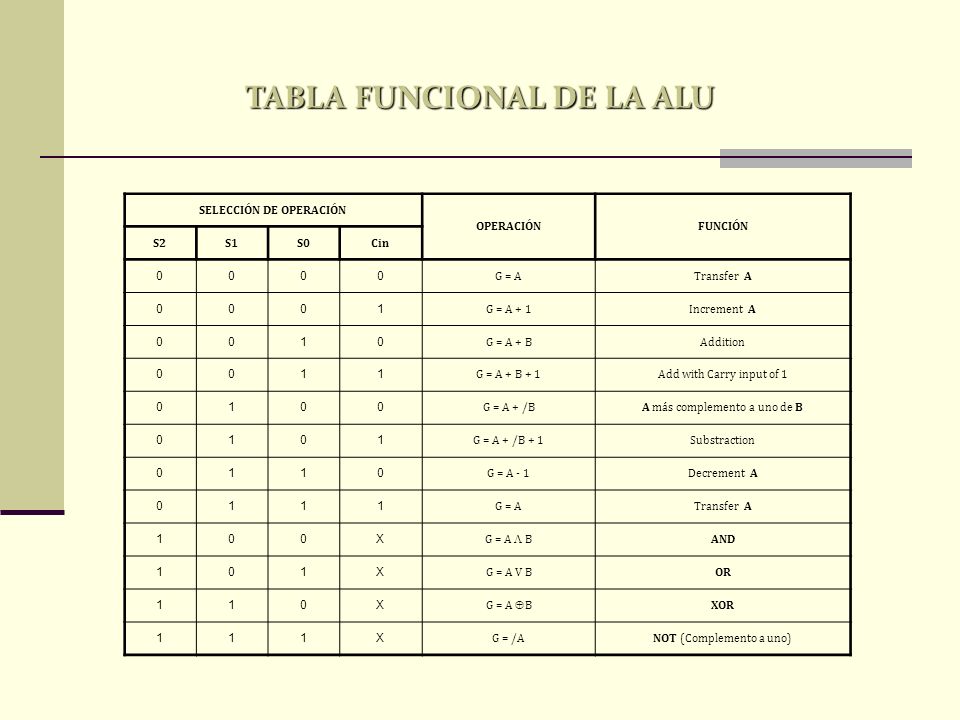 TABLA FUNCIONAL DE LA ALU
SELECCIÓN DE OPERACIÓN OPERACIÓN FUNCIÓN
S2 S1 S0 Cin
0 0 0 0 G = A Transfer A
0 0 0 1 G = A + 1 Increment A
0 0 1 0 G = A + B Addition
0 0 1 1 G = A + B + 1 Add with Carry input of 1
0 1 0 0 G = A + /B A más complemento a uno de B
0 1 0 1 G = A + /B + 1 Substraction
0 1 1 0 G = A - 1 Decrement A
0 1 1 1 G = A Transfer A
1 0 0 X G = A Λ B AND
1 0 1 X G = A V B OR
1 1 0 X G = A ⊕ B XOR
1 1 1 X G = /A NOT (Complemento a uno)